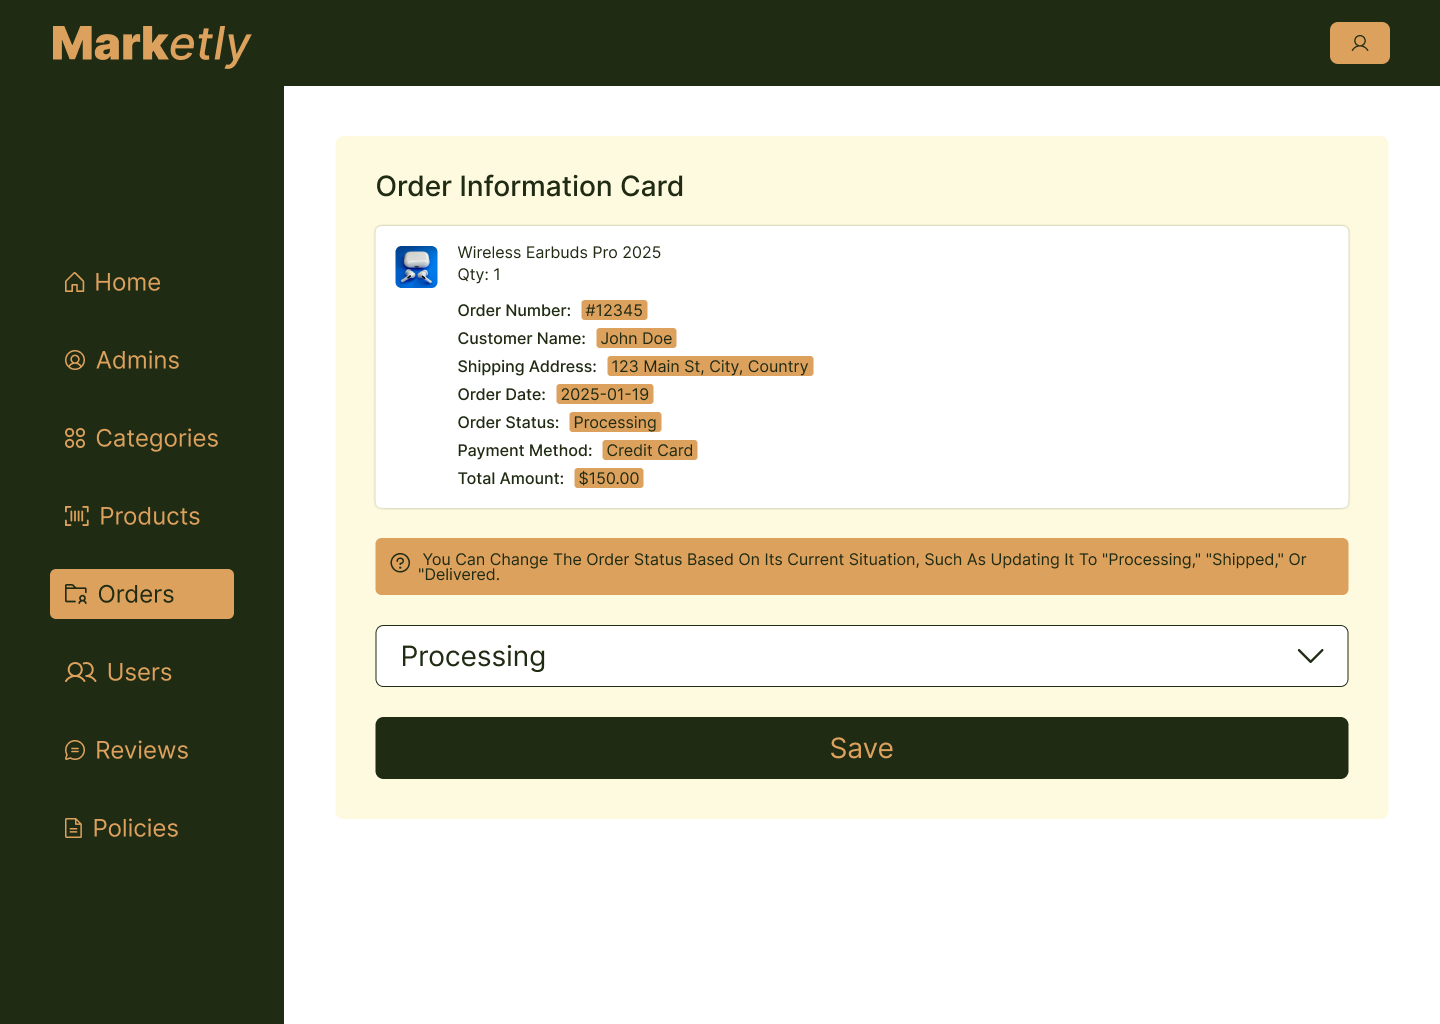 Marketly
Home
Admins
Categories
Products
Orders
Users
Reviews
Policies
Order Information Card
Wireless Earbuds Pro 2025
Qty: 1
Order Number: #12345
Customer Name: John Doe
Shipping Address: 123 Main St, City, Country
Order Date: 2025-01-19
Order Status: Processing
Payment Method: Credit Card
Total Amount: $150.00
You Can Change The Order Status Based On Its Current Situation, Such As Updating It To "Processing," "Shipped," Or
"Delivered.
Processing
Save